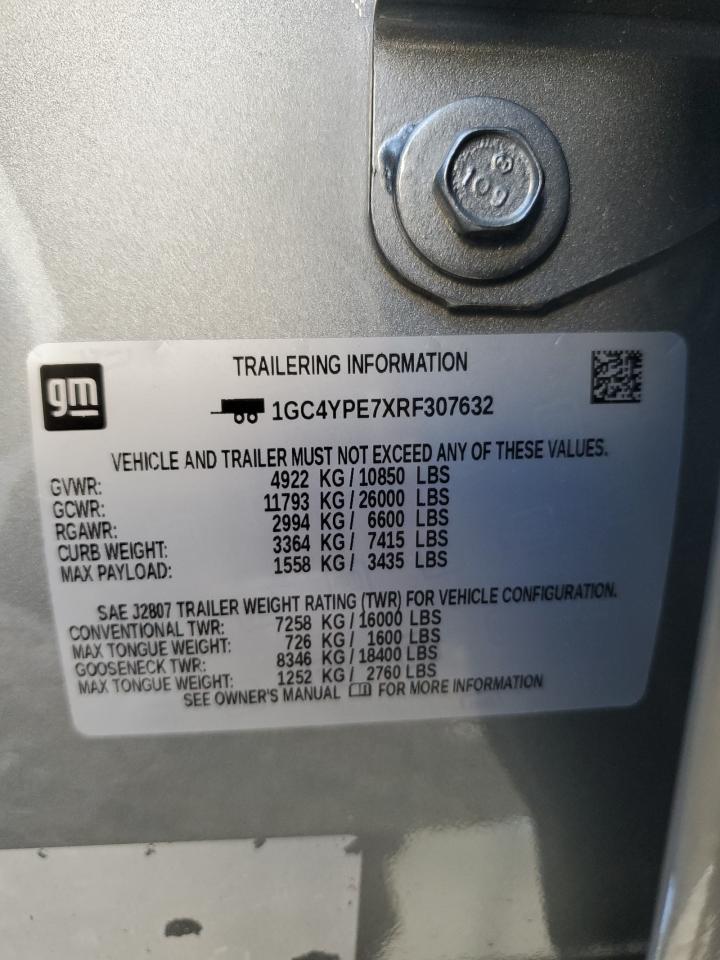 109
gm
TRAILERING INFORMATION
1GC4YPE7XRF307632
VEHICLE AND TRAILER MUST NOT EXCEED ANY OF THESE VALUES.
GVWR: 4922 KG/10850 LBS
GCWR: 11793 KG/26000 LBS
RGAWR: 2994 KG/ 6600 LBS
CURB WEIGHT: 3364 KG/ 7415 LBS
MAX PAYLOAD: 1558 KG/ 3435 LBS
SAE J2807 TRAILER WEIGHT RATING (TWR) FOR VEHICLE CONFIGURATION.
CONVENTIONAL TWR: 7258 KG/16000 LBS
MAX TONGUE WEIGHT: 726 KG/ 1600 LBS
GOOSENECK TWR: 8346 KG/18400 LBS
MAX TONGUE WEIGHT: 1252 KG/ 2760 LBS
SEE OWNER'S MANUAL FOR MORE INFORMATION